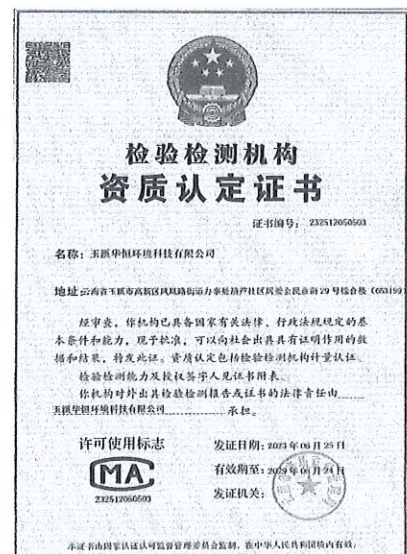 检验检测机构
资质认定证书
证书编号： 232512050503
名称：玉溪华恒环境科技有限公司
地址：云南省玉溪市高新区凤凰路街道办事处葫芦社区居委会民意街29号综合楼（653199）
经审查，你机构已具备国家有关法律、行政法规规定的基
本条件和能力，现予批准，可以向社会出具具有证明作用的数
据和结果，特发此证。资质认定包括检验检测机构计量认证。
检验检测能力及授权签字人见证书附表。
你机构对外出具检验检测报告或证书的法律责任由
玉溪华恒环境科技有限公司 承担。
许可使用标志
MA
232512050503
发证日期：2023年06月25日
有效期至：2029年06月24日
发证机关：
本证书由国家认证认可监督管理委员会监制，在中华人民共和国境内有效。